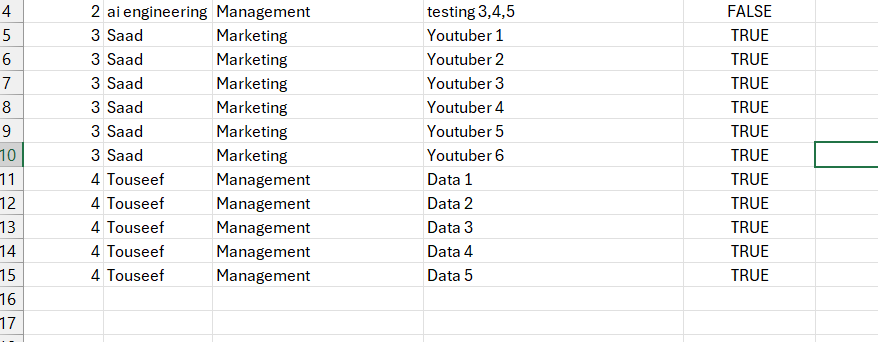 4 2 ai engineering Management testing 3,4,5 FALSE
5 3 Saad Marketing Youtuber 1 TRUE
6 3 Saad Marketing Youtuber 2 TRUE
7 3 Saad Marketing Youtuber 3 TRUE
8 3 Saad Marketing Youtuber 4 TRUE
9 3 Saad Marketing Youtuber 5 TRUE
10 3 Saad Marketing Youtuber 6 TRUE
11 4 Touseef Management Data 1 TRUE
12 4 Touseef Management Data 2 TRUE
13 4 Touseef Management Data 3 TRUE
14 4 Touseef Management Data 4 TRUE
15 4 Touseef Management Data 5 TRUE
16
17